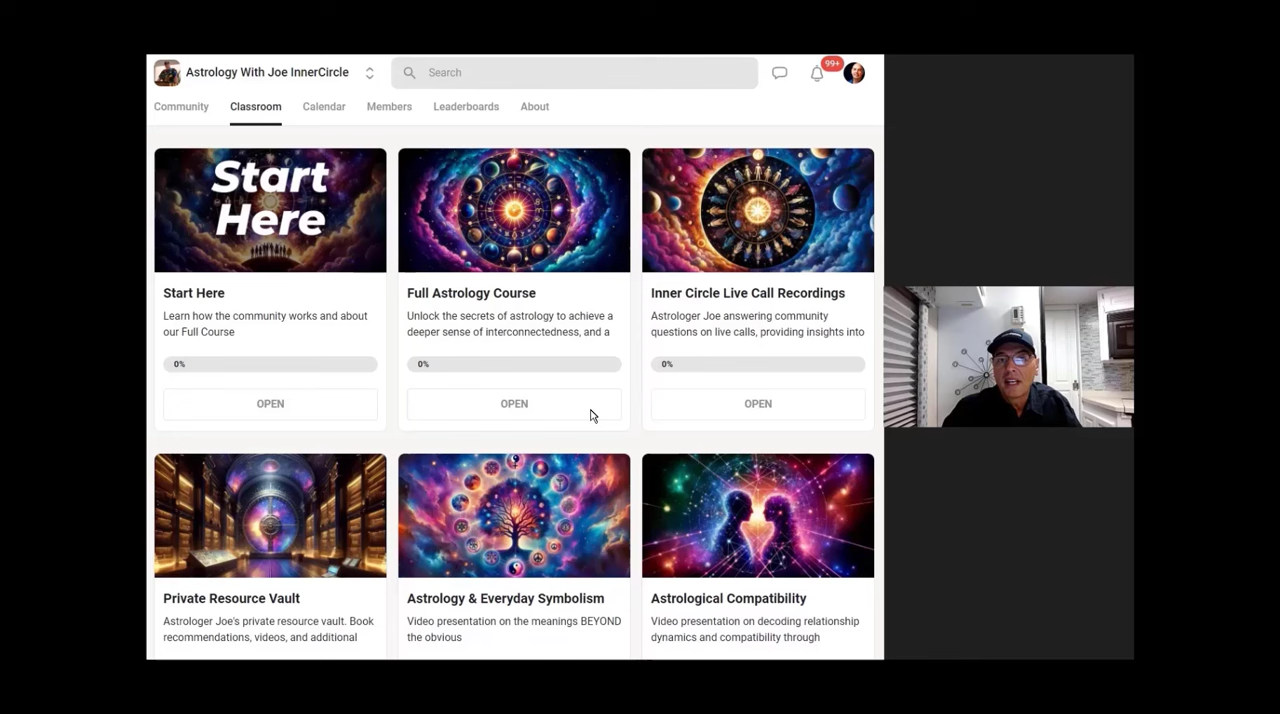 Astrology With Joe InnerCircle
Search
99+
Community
Classroom
Calendar
Members
Leaderboards
About
Start
Here
Start Here
Learn how the community works and about
our Full Course
0%
OPEN
Full Astrology Course
Unlock the secrets of astrology to achieve a
deeper sense of interconnectedness, and a
0%
OPEN
Inner Circle Live Call Recordings
Astrologer Joe answering community
questions on live calls, providing insights into
0%
OPEN
Private Resource Vault
Astrologer Joe's private resource vault. Book
recommendations, videos, and additional
Astrology & Everyday Symbolism
Video presentation on the meanings BEYOND
the obvious
Astrological Compatibility
Video presentation on decoding relationship
dynamics and compatibility through